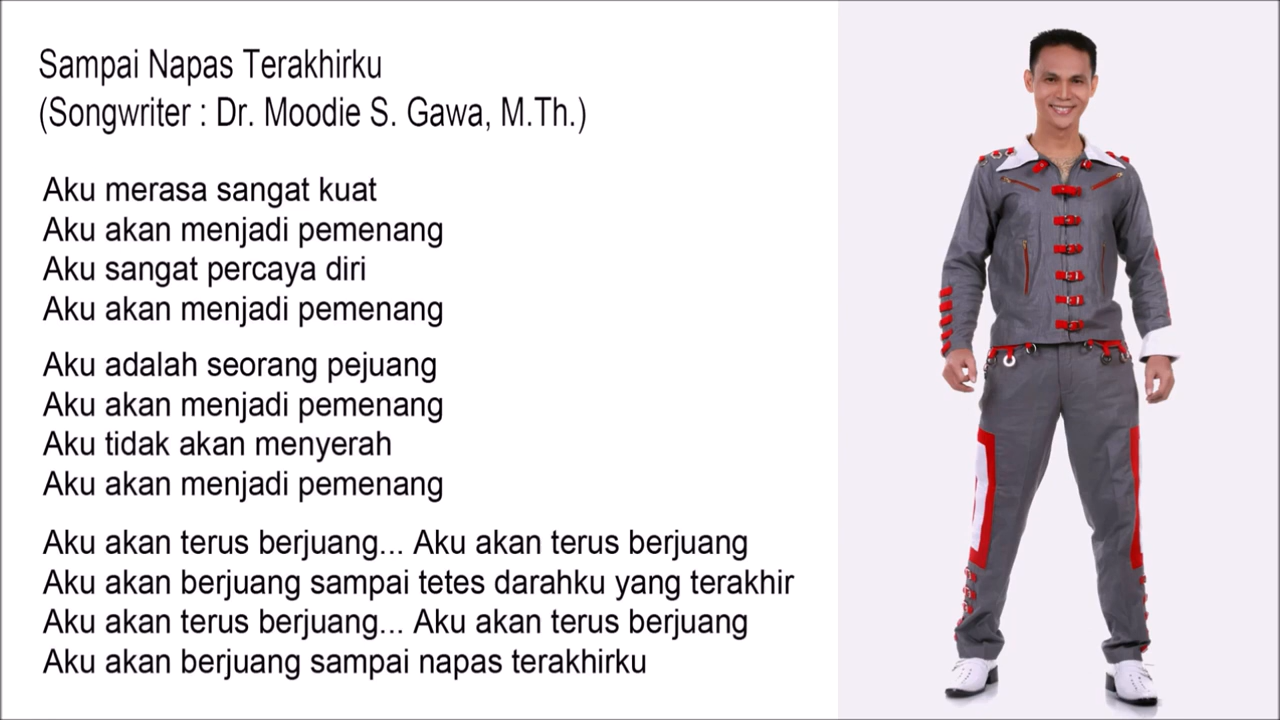 Sampai Napas Terakhirku
(Songwriter : Dr. Moodie S. Gawa, M.Th.)
Aku merasa sangat kuat
Aku akan menjadi pemenang
Aku sangat percaya diri
Aku akan menjadi pemenang
Aku adalah seorang pejuang
Aku akan menjadi pemenang
Aku tidak akan menyerah
Aku akan menjadi pemenang
Aku akan terus berjuang... Aku akan terus berjuang
Aku akan berjuang sampai tetes darahku yang terakhir
Aku akan terus berjuang... Aku akan terus berjuang
Aku akan berjuang sampai napas terakhirku